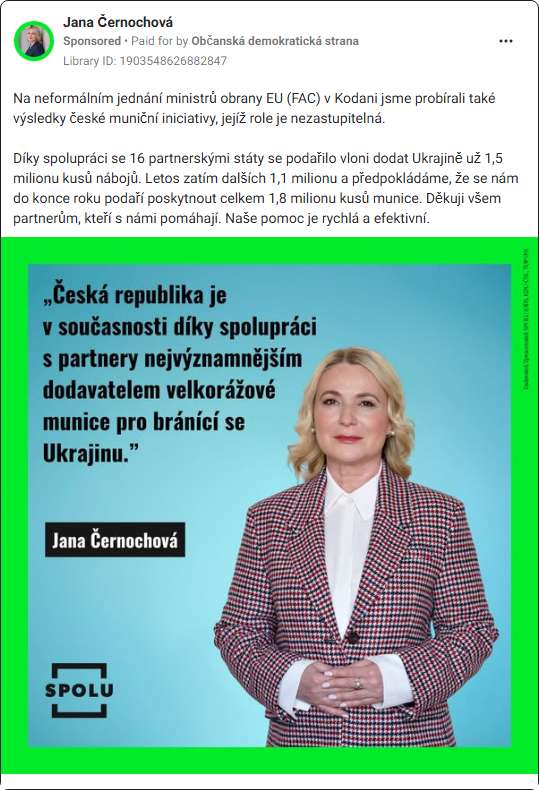 Jana Černochová
Sponsored • Paid for by Občanská demokratická strana
Library ID: 1903548626882847
Na neformálním jednání ministrů obrany EU (FAC) v Kodani jsme probírali také
výsledky české muniční iniciativy, jejíž role je nezastupitelná.
Díky spolupráci se 16 partnerskými státy se podařilo vloni dodat Ukrajině už 1,5
milionu kusů nábojů. Letos zatím dalších 1,1 milionu a předpokládáme, že se nám
do konce roku podaří poskytnout celkem 1,8 milionu kusů munice. Děkuji všem
partnerům, kteří s námi pomáhají. Naše pomoc je rychlá a efektivní.
„Česká republika je
v současnosti díky spolupráci
s partnery nejvýznamnějším
dodavatelem velkorážové
munice pro bránící se
Ukrajinu.”
Jana Černochová
SPOLU